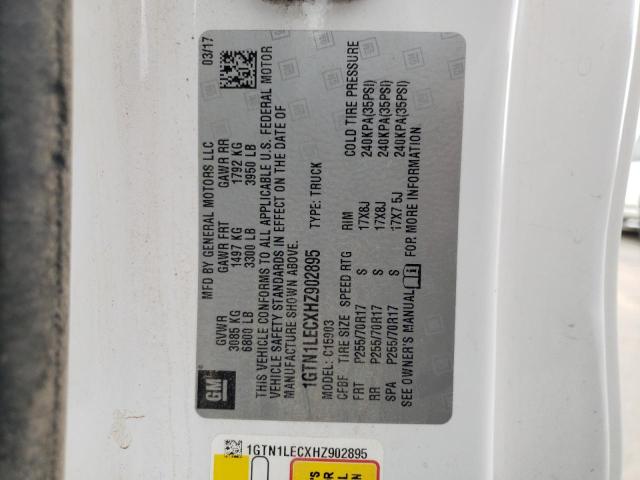 GM
MFD BY GENERAL MOTORS LLC 03/17
GVWR GAWR FRT GAWR RR
3085 KG 1497 KG 1792 KG
6800 LB 3300 LB 3950 LB
THIS VEHICLE CONFORMS TO ALL APPLICABLE U.S. FEDERAL MOTOR
VEHICLE SAFETY STANDARDS IN EFFECT ON THE DATE OF
MANUFACTURE SHOWN ABOVE.
1GTN1LECXHZ902895 TYPE: TRUCK
MODEL: C15903
CFBF TIRE SIZE SPEED RTG RIM COLD TIRE PRESSURE
FRT P255/70R17 S 17X8J 240KPA(35PSI)
RR P255/70R17 S 17X8J 240KPA(35PSI)
SPA P255/70R17 S 17X7 5J 240KPA(35PSI)
SEE OWNER'S MANUAL FOR MORE INFORMATION.
1GTN1LECXHZ902895